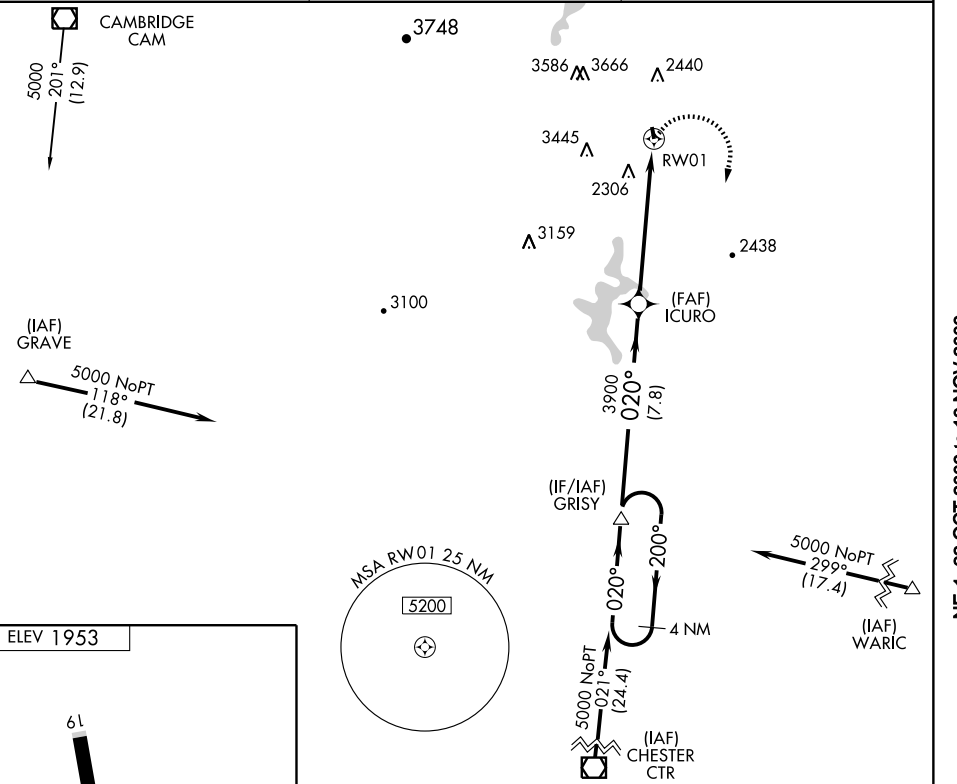 CAMBRIDGE
CAM
5000
201°
(12.9)
3748
3586
3666
2440
3445
RW01
2306
3159
2438
3100
(FAF)
ICURO
(IAF)
GRAVE
5000 NoPT
118°
(21.8)
3900
020°
(7.8)
(IF/IAF)
GRISY
200°
020°
4 NM
5000 NoPT
299°
(17.4)
(IAF)
WARIC
MSA RW01 25 NM
5200
5000 NoPT
021°
(24.4)
(IAF)
CHESTER
CTR
ELEV 1953
19